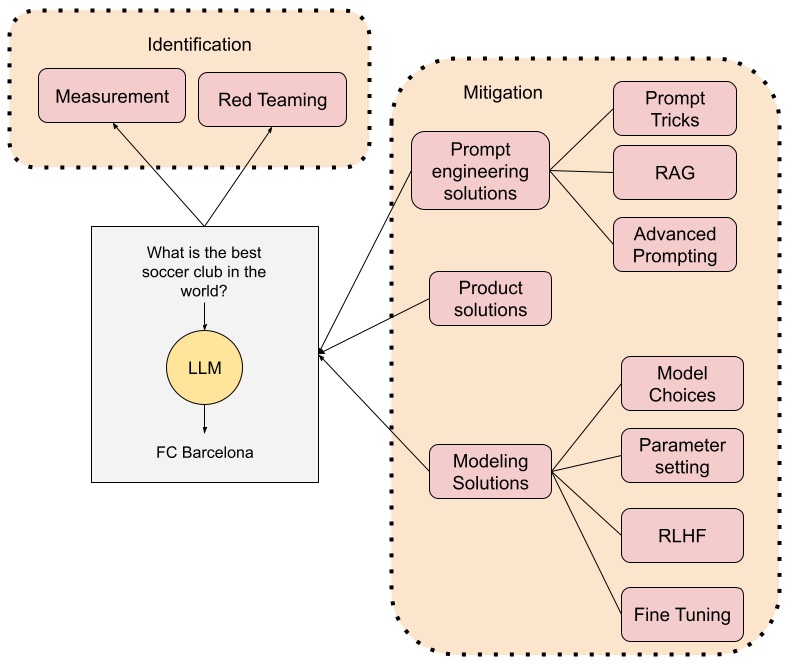 Identification
Measurement
Red Teaming
What is the best
soccer club in the
world?
LLM
FC Barcelona
Mitigation
Prompt
engineering
solutions
Prompt
Tricks
RAG
Advanced
Prompting
Product
solutions
Modeling
Solutions
Model
Choices
Parameter
setting
RLHF
Fine Tuning